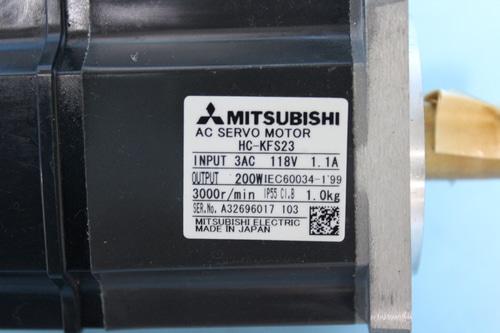 MITSUBISHI
AC SERVO MOTOR
HC-KFS23
INPUT 3AC 118V 1.1A
OUTPUT 200W IEC60034-1'99
3000r/min IP55 Cl.B 1.0kg
SER.No. A32696017 103
MITSUBISHI ELECTRIC
MADE IN JAPAN